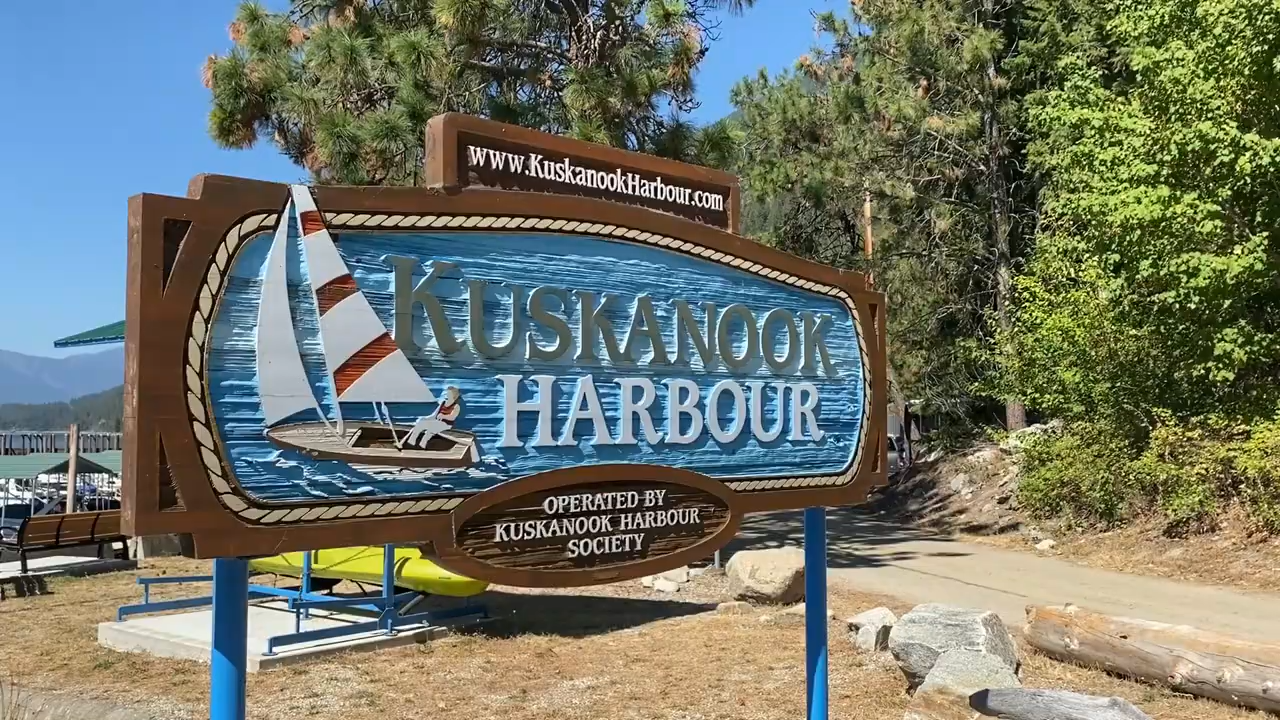 www.KuskanookHarbour.com
KUSKANOOK
HARBOUR
OPERATED BY
KUSKANOOK HARBOUR
SOCIETY